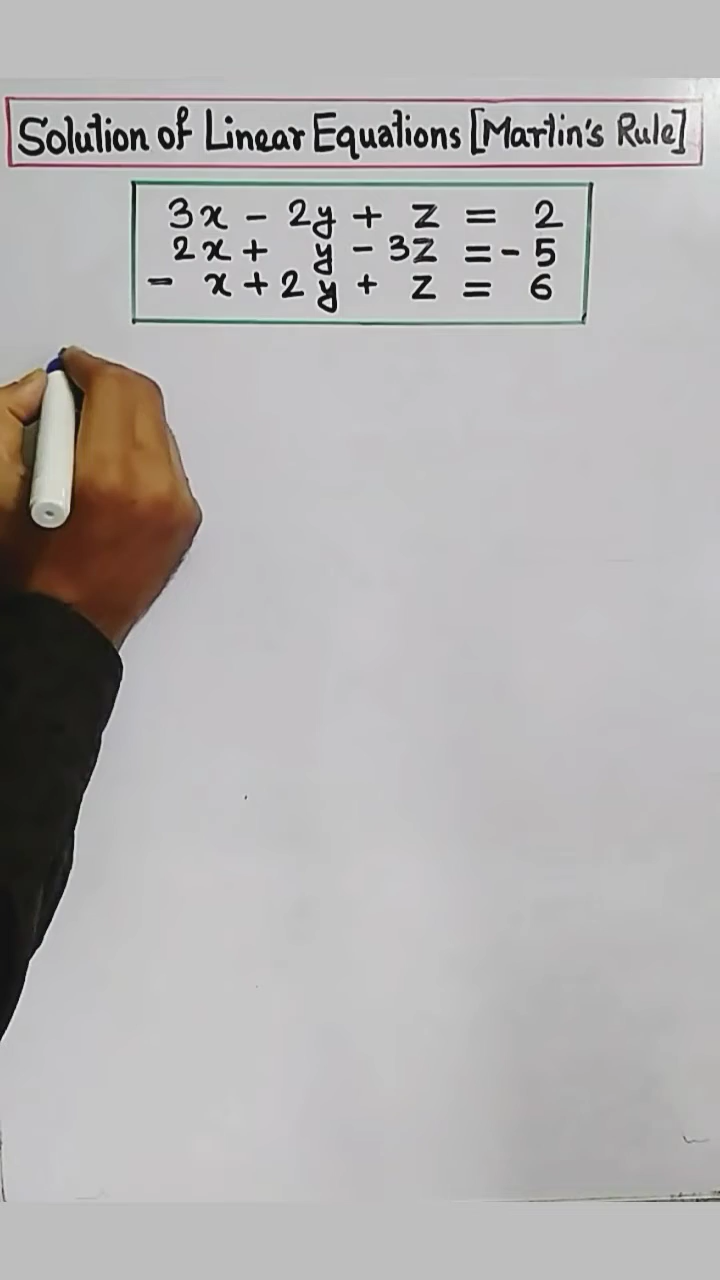 Solution of Linear Equations [Martin's Rule]
3x - 2y + z = 2
2x + y - 3z = - 5
- x + 2y + z = 6